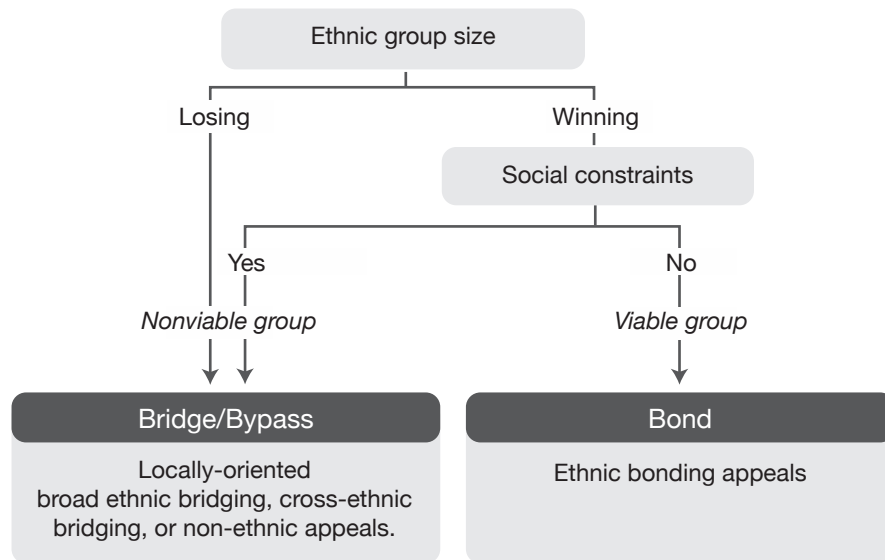 Ethnic group size
Losing
Winning
Social constraints
Yes
No
Nonviable group
Viable group
Bridge/Bypass
Locally-oriented
broad ethnic bridging, cross-ethnic
bridging, or non-ethnic appeals.
Bond
Ethnic bonding appeals